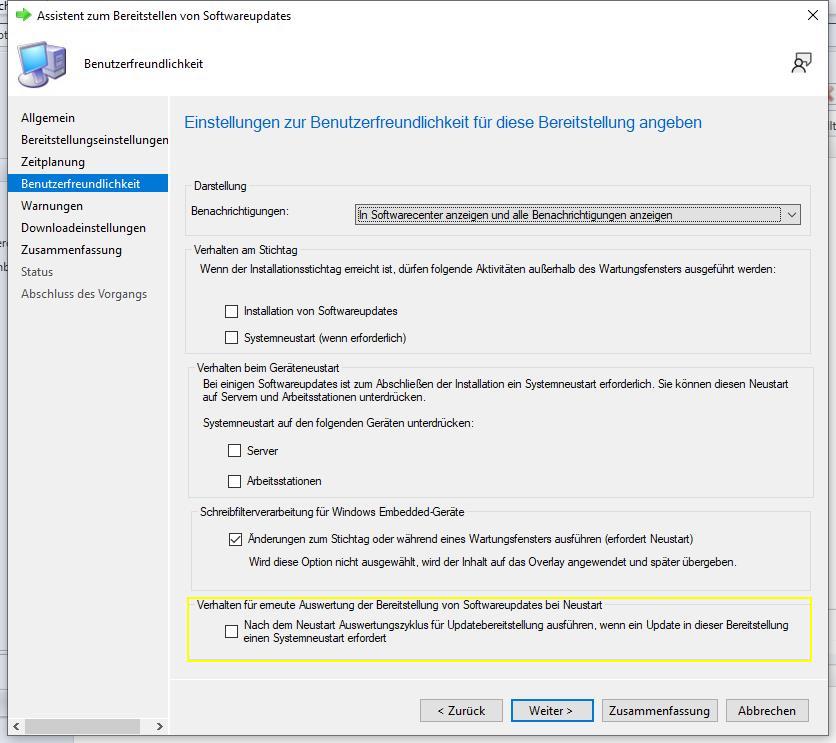 Assistent zum Bereitstellen von Softwareupdates
Benutzerfreundlichkeit
Allgemein
Bereitstellungseinstellungen
Zeitplanung
Benutzerfreundlichkeit
Warnungen
Downloadeinstellungen
Zusammenfassung
Status
Abschluss des Vorgangs
Einstellungen zur Benutzerfreundlichkeit für diese Bereitstellung angeben
Darstellung
Benachrichtigungen:
In Softwarecenter anzeigen und alle Benachrichtigungen anzeigen
Verhalten am Stichtag
Wenn der Installationsstichtag erreicht ist, dürfen folgende Aktivitäten außerhalb des Wartungsfensters ausgeführt werden:
Installation von Softwareupdates
Systemneustart (wenn erforderlich)
Verhalten beim Geräteneustart
Bei einigen Softwareupdates ist zum Abschließen der Installation ein Systemneustart erforderlich. Sie können diesen Neustart
auf Servern und Arbeitsstationen unterdrücken.
Systemneustart auf den folgenden Geräten unterdrücken:
Server
Arbeitsstationen
Schreibfilterverarbeitung für Windows Embedded-Geräte
Änderungen zum Stichtag oder während eines Wartungsfensters ausführen (erfordert Neustart)
Wird diese Option nicht ausgewählt, wird der Inhalt auf das Overlay angewendet und später übergeben.
Verhalten für erneute Auswertung der Bereitstellung von Softwareupdates bei Neustart
Nach dem Neustart Auswertungszyklus für Updatebereitstellung ausführen, wenn ein Update in dieser Bereitstellung
einen Systemneustart erfordert
< Zurück
Weiter >
Zusammenfassung
Abbrechen